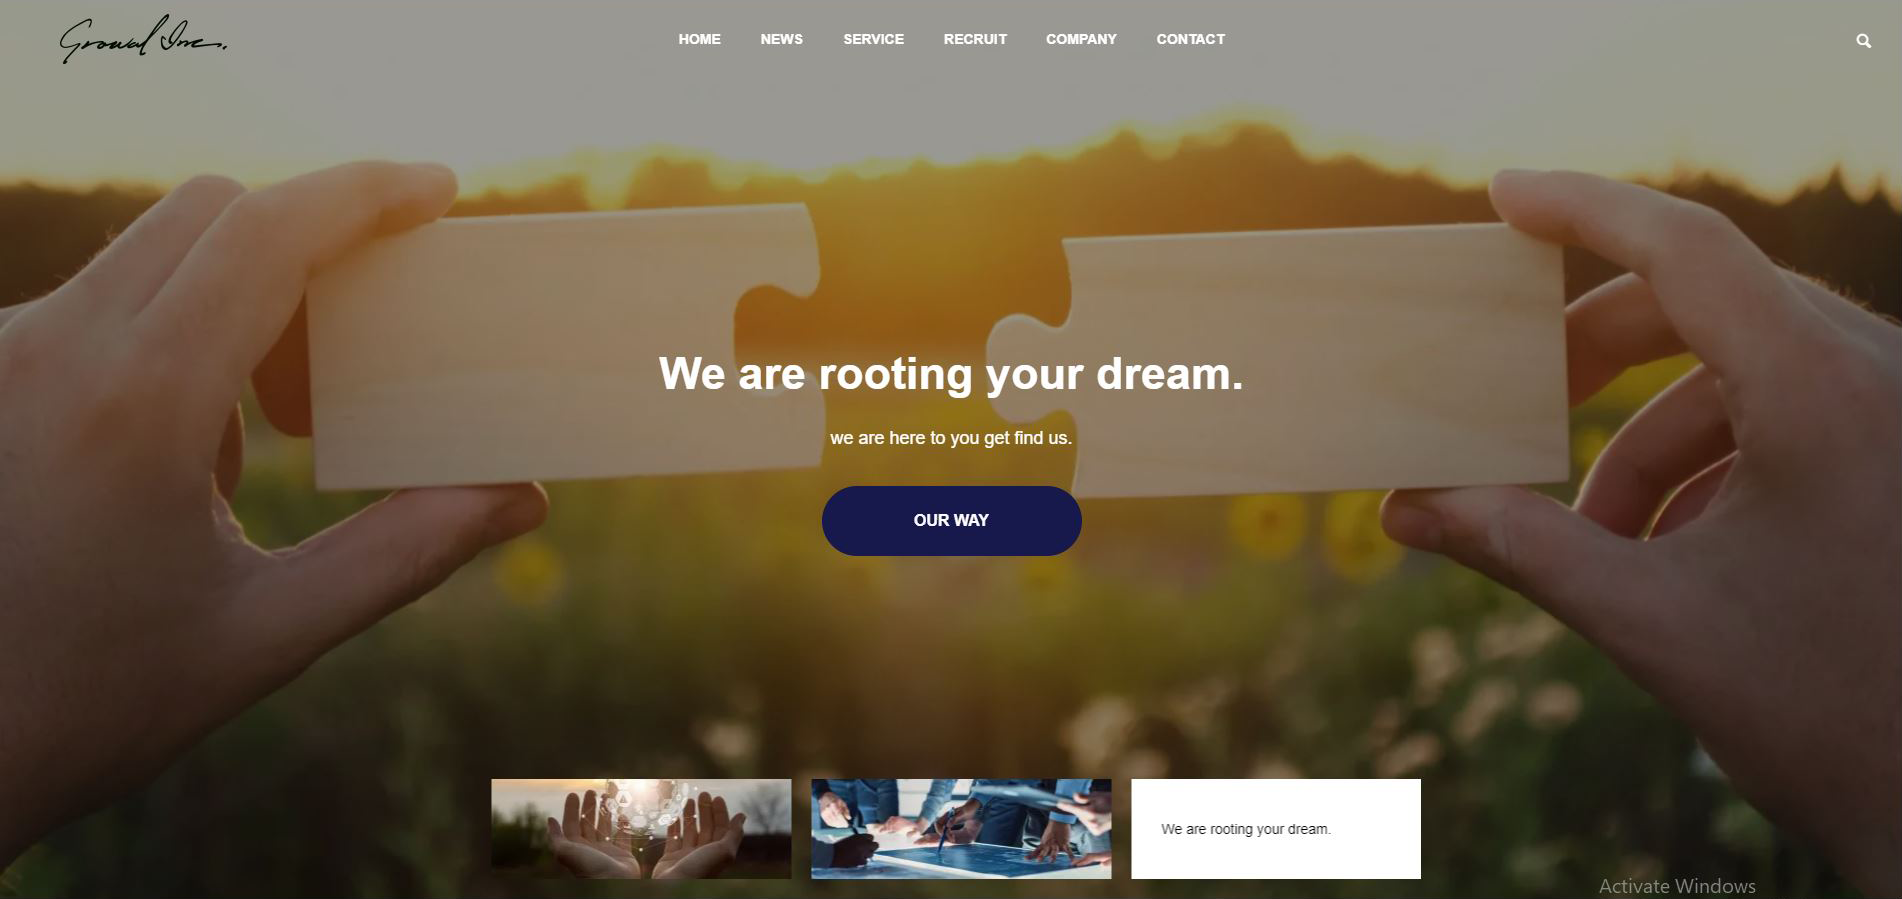 Growal Inc.
HOME NEWS SERVICE RECRUIT COMPANY CONTACT
We are rooting your dream.
we are here to you get find us.
OUR WAY
We are rooting your dream.
Activate Windows